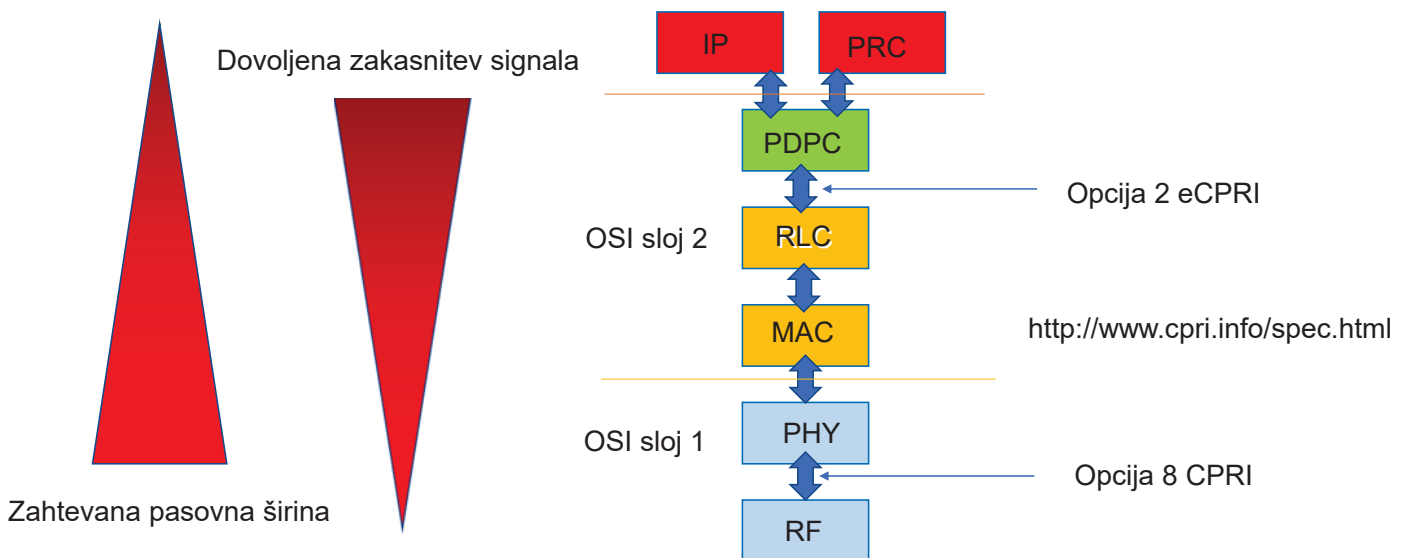 IP
PRC
Dovoljena zakasnitev signala
PDPC
Opcija 2 eCPRI
OSI sloj 2
RLC
MAC
http://www.cpri.info/spec.html
OSI sloj 1
PHY
Opcija 8 CPRI
Zahtevana pasovna širina
RF